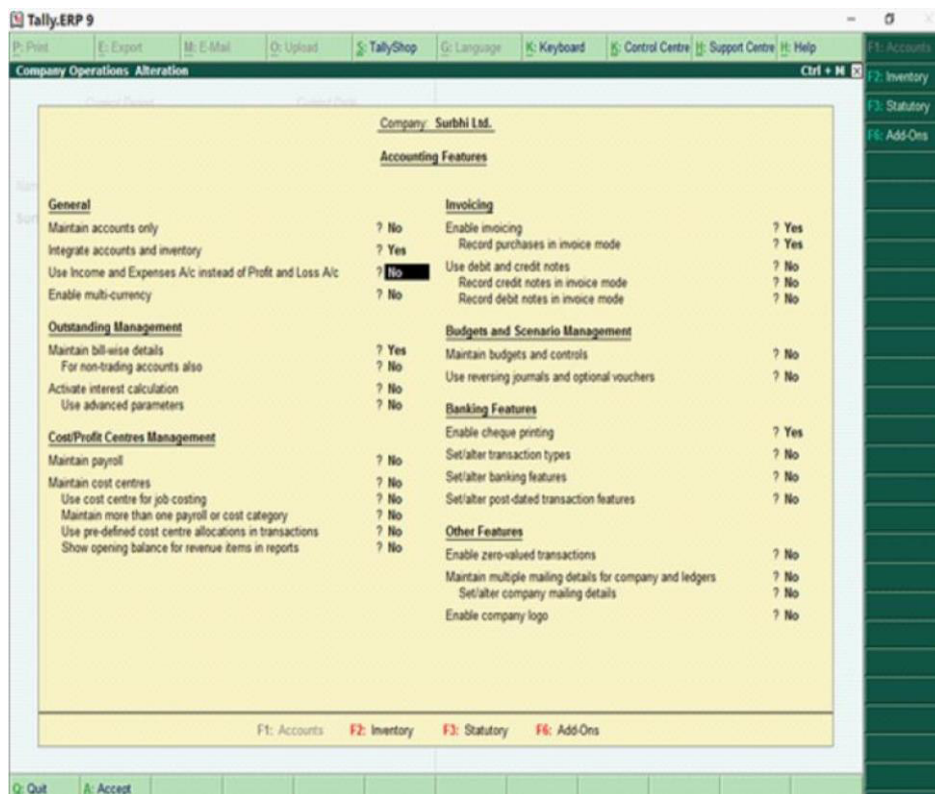 Tally.ERP 9
P: Print E: Export M: E-Mail O: Upload S: TallyShop G: Language K: Keyboard K: Control Centre H: Support Centre H: Help
F1: Accounts
Company Operations Alteration Ctrl + M
F2: Inventory
F3: Statutory
F6: Add-Ons
Company: Surbhi Ltd.
Accounting Features
General
Maintain accounts only ? No
Integrate accounts and inventory ? Yes
Use Income and Expenses A/c instead of Profit and Loss A/c ? No
Enable multi-currency ? No
Outstanding Management
Maintain bill-wise details ? Yes
For non-trading accounts also ? No
Activate interest calculation ? No
Use advanced parameters ? No
Cost/Profit Centres Management
Maintain payroll ? No
Maintain cost centres ? No
Use cost centre for job costing ? No
Maintain more than one payroll or cost category ? No
Use pre-defined cost centre allocations in transactions ? No
Show opening balance for revenue items in reports ? No
Invoicing
Enable invoicing ? Yes
Record purchases in invoice mode ? Yes
Use debit and credit notes ? No
Record credit notes in invoice mode ? No
Record debit notes in invoice mode ? No
Budgets and Scenario Management
Maintain budgets and controls ? No
Use reversing journals and optional vouchers ? No
Banking Features
Enable cheque printing ? Yes
Set/alter transaction types ? No
Set/alter banking features ? No
Set/alter post-dated transaction features ? No
Other Features
Enable zero-valued transactions ? No
Maintain multiple mailing details for company and ledgers ? No
Set/alter company mailing details ? No
Enable company logo ? No
F1: Accounts F2: Inventory F3: Statutory F6: Add-Ons
Q: Quit A: Accept